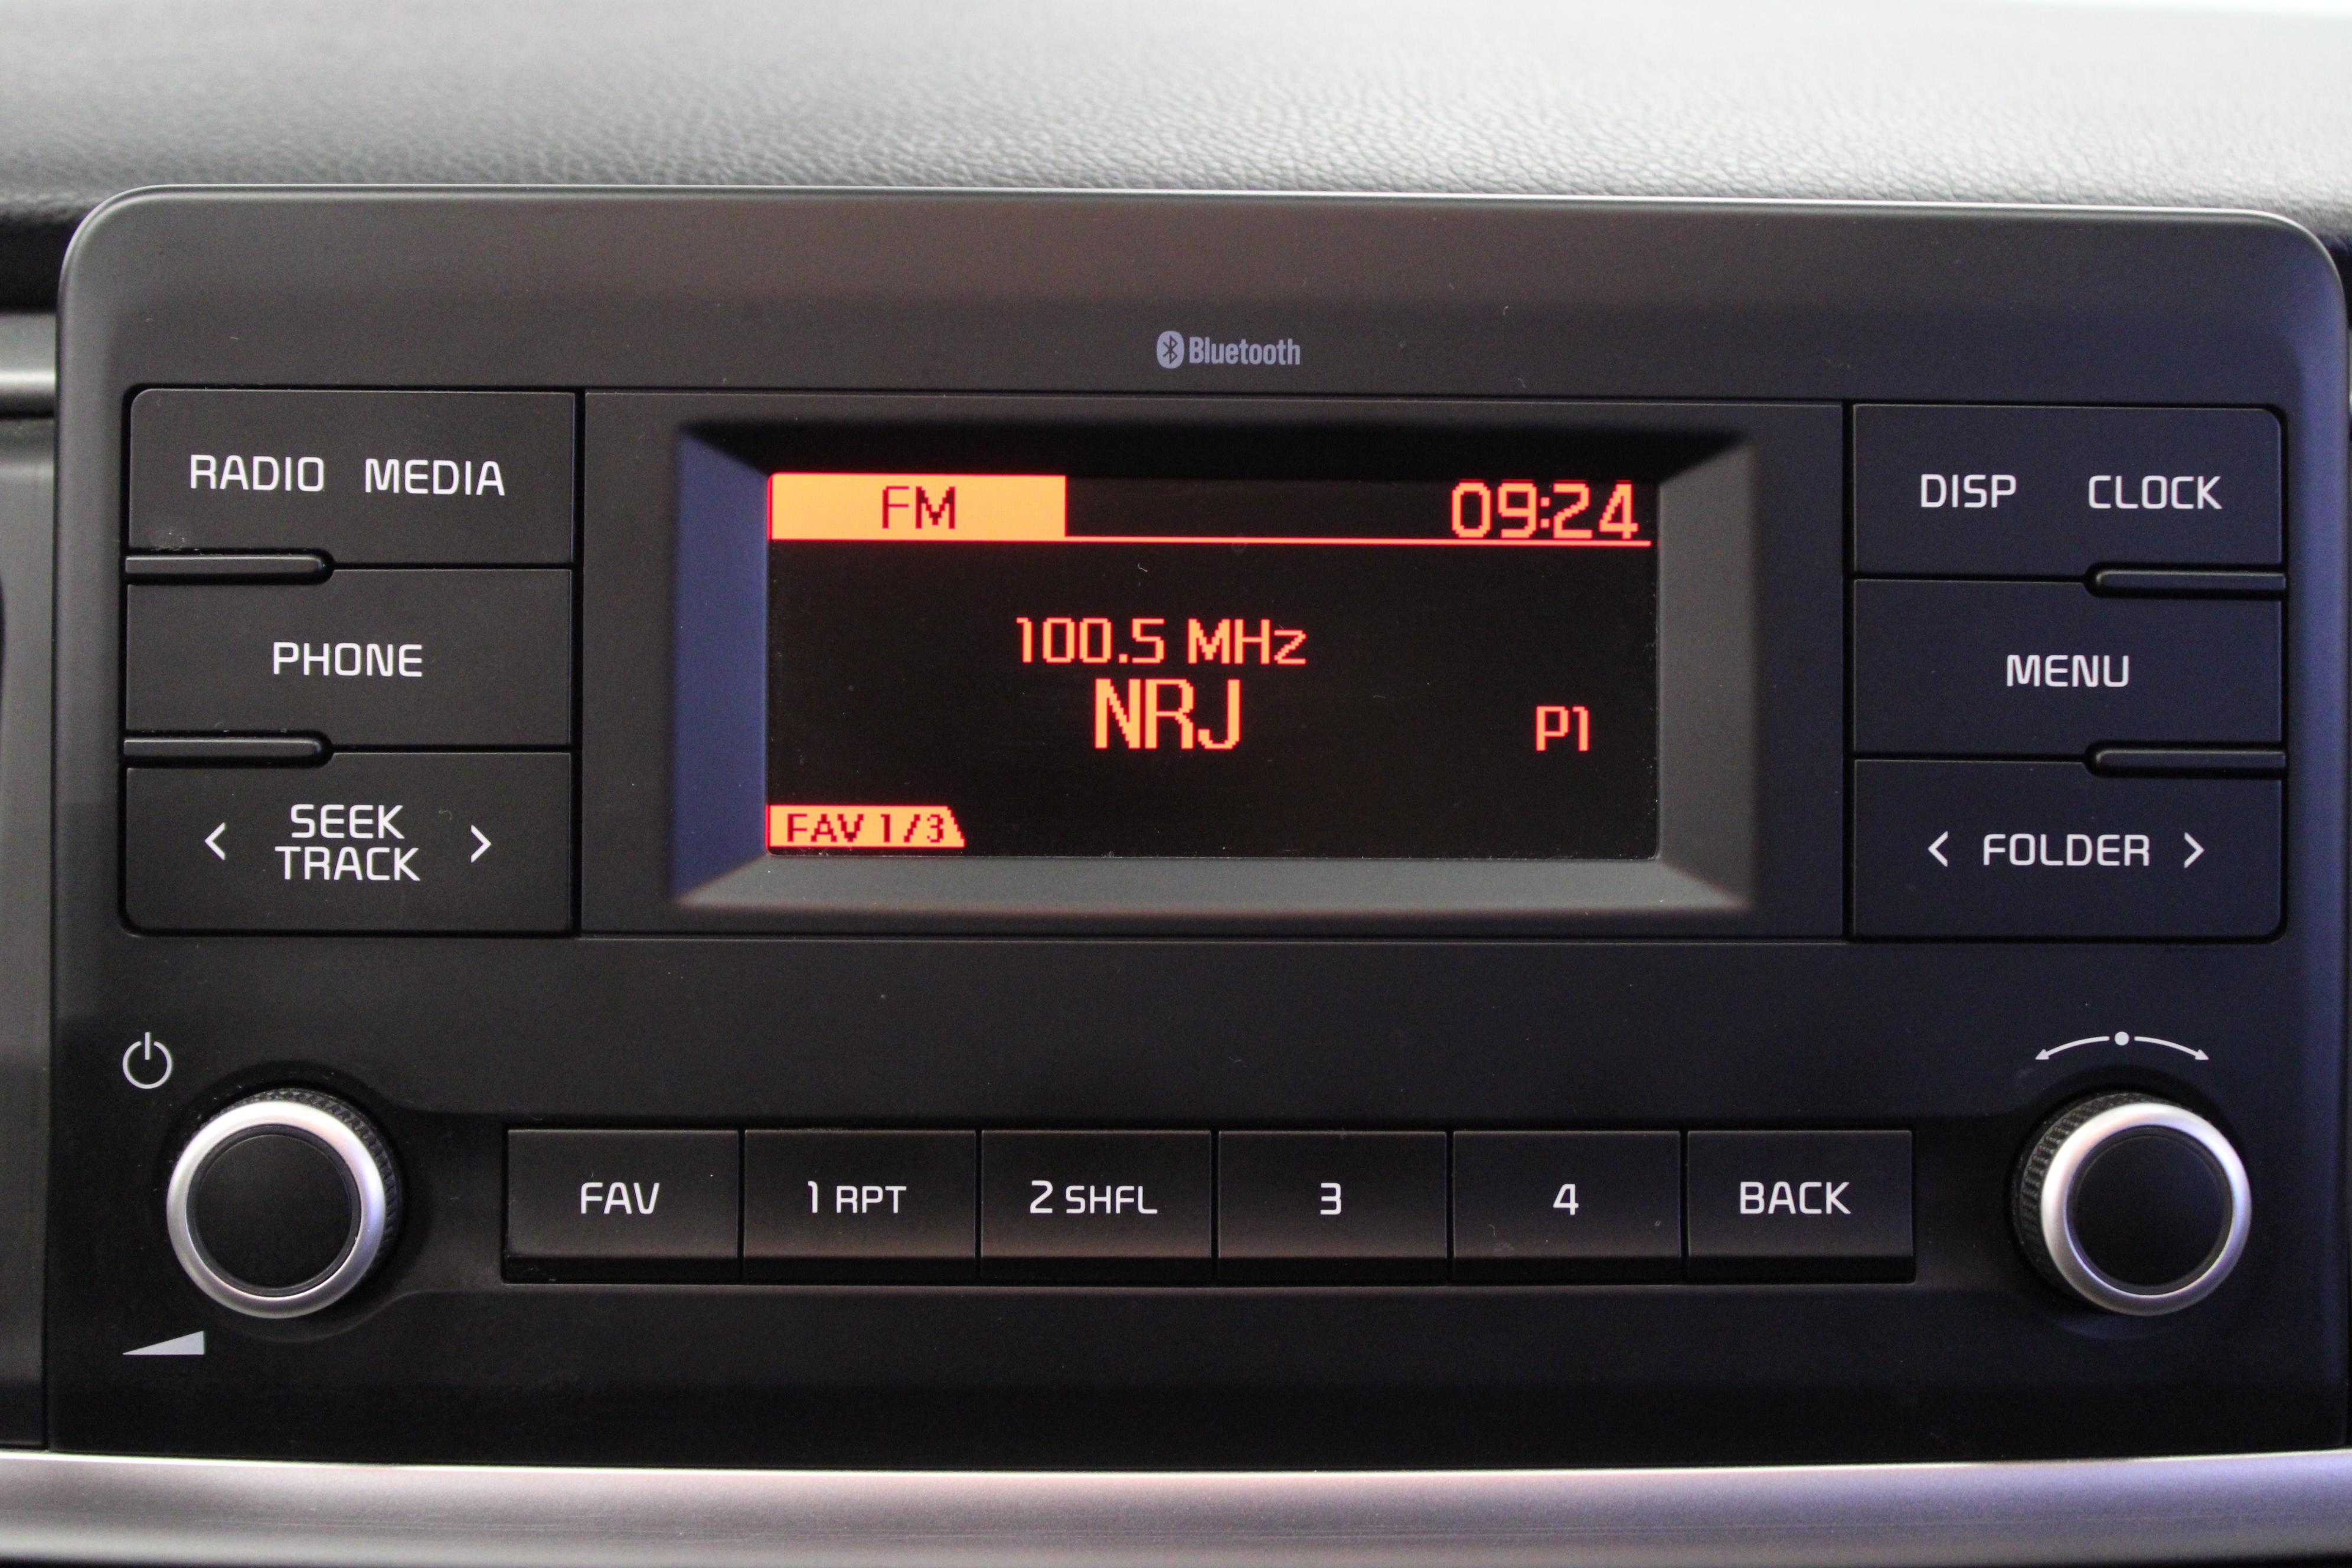 Bluetooth
RADIO MEDIA
PHONE
< SEEK TRACK >
FM 09:24
100.5 MHz
NRJ
P1
FAV 1/3
DISP CLOCK
MENU
< FOLDER >
FAV 1 RPT 2 SHFL 3 4 BACK